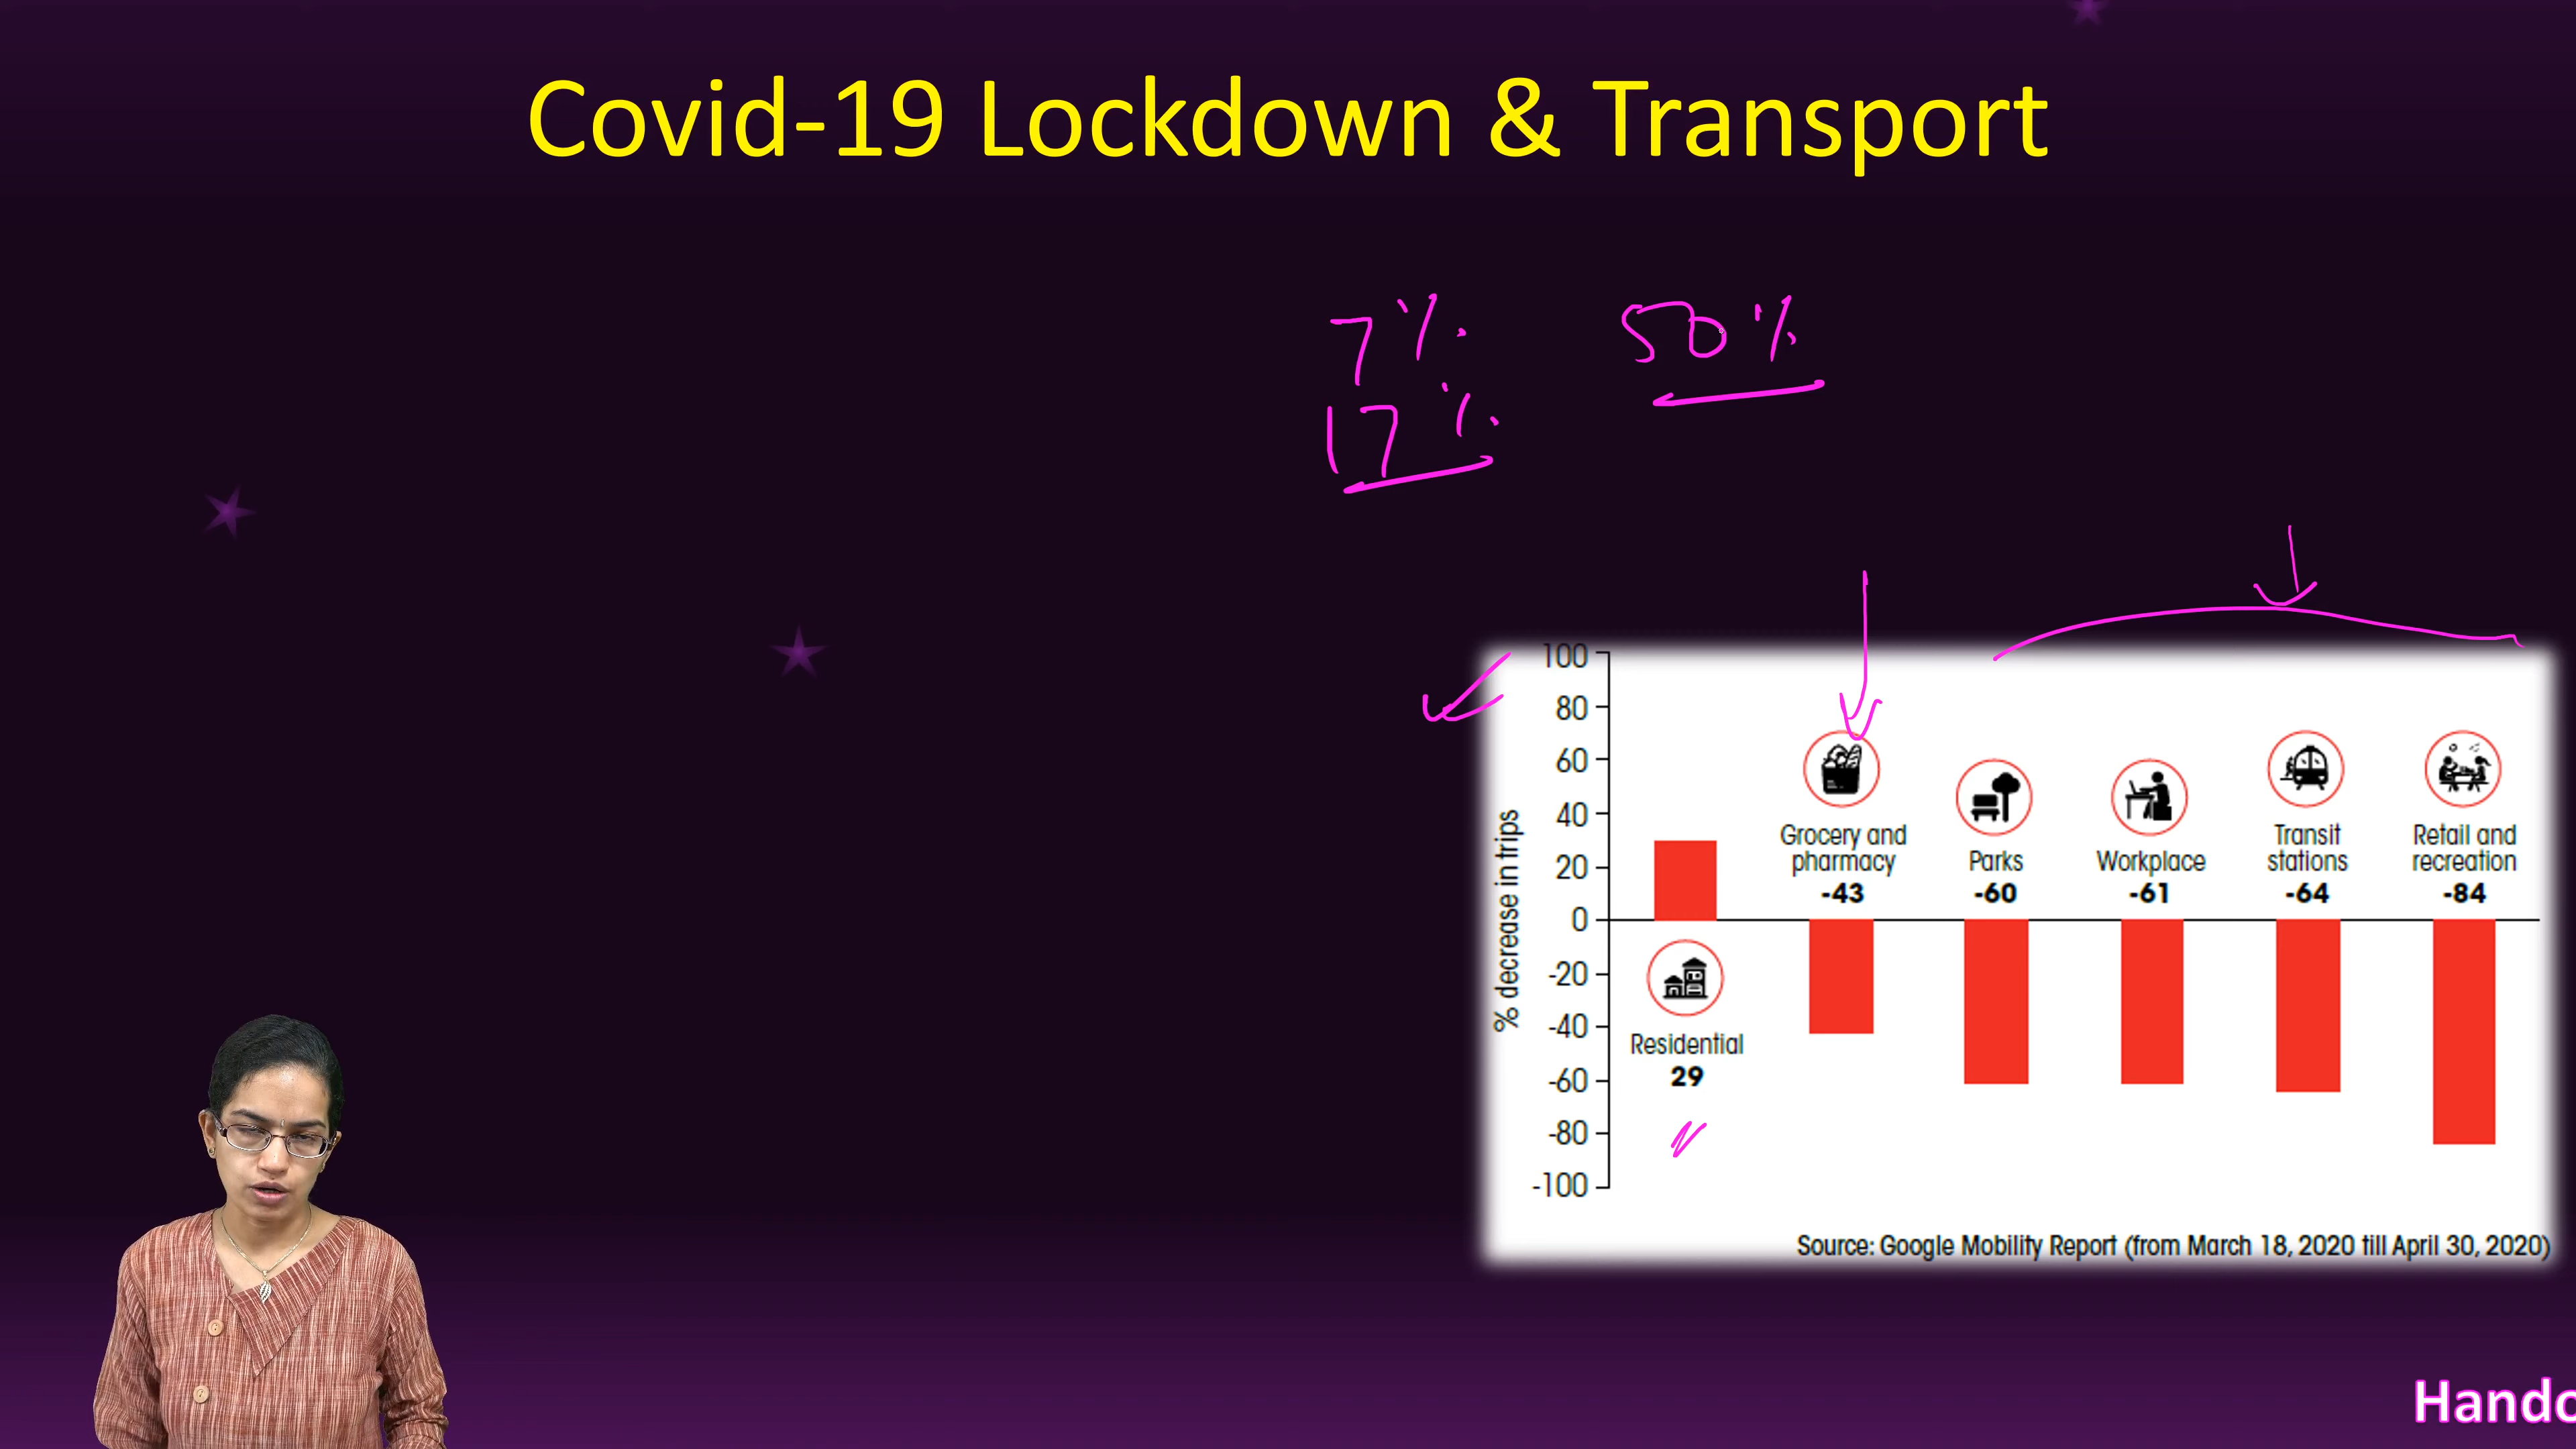 Covid-19 Lockdown & Transport
7%
50%
17%
% decrease in trips
100
80
60
40
20
0
-20
-40
-60
-80
-100
Residential
29
Grocery and
pharmacy
-43
Parks
-60
Workplace
-61
Transit
stations
-64
Retail and
recreation
-84
Source: Google Mobility Report (from March 18, 2020 till April 30, 2020)